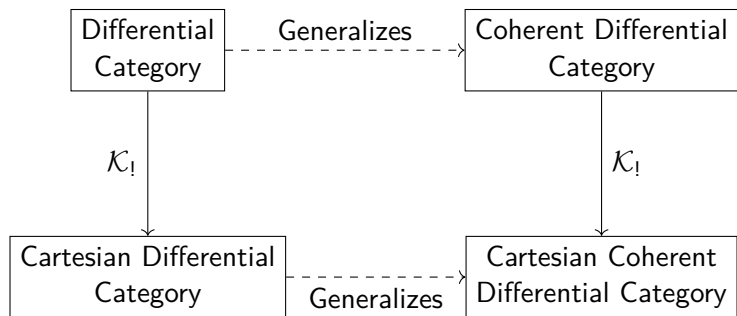 Differential
Category
Generalizes
Coherent Differential
Category
𝒦!
𝒦!
Cartesian Differential
Category
Generalizes
Cartesian Coherent
Differential Category